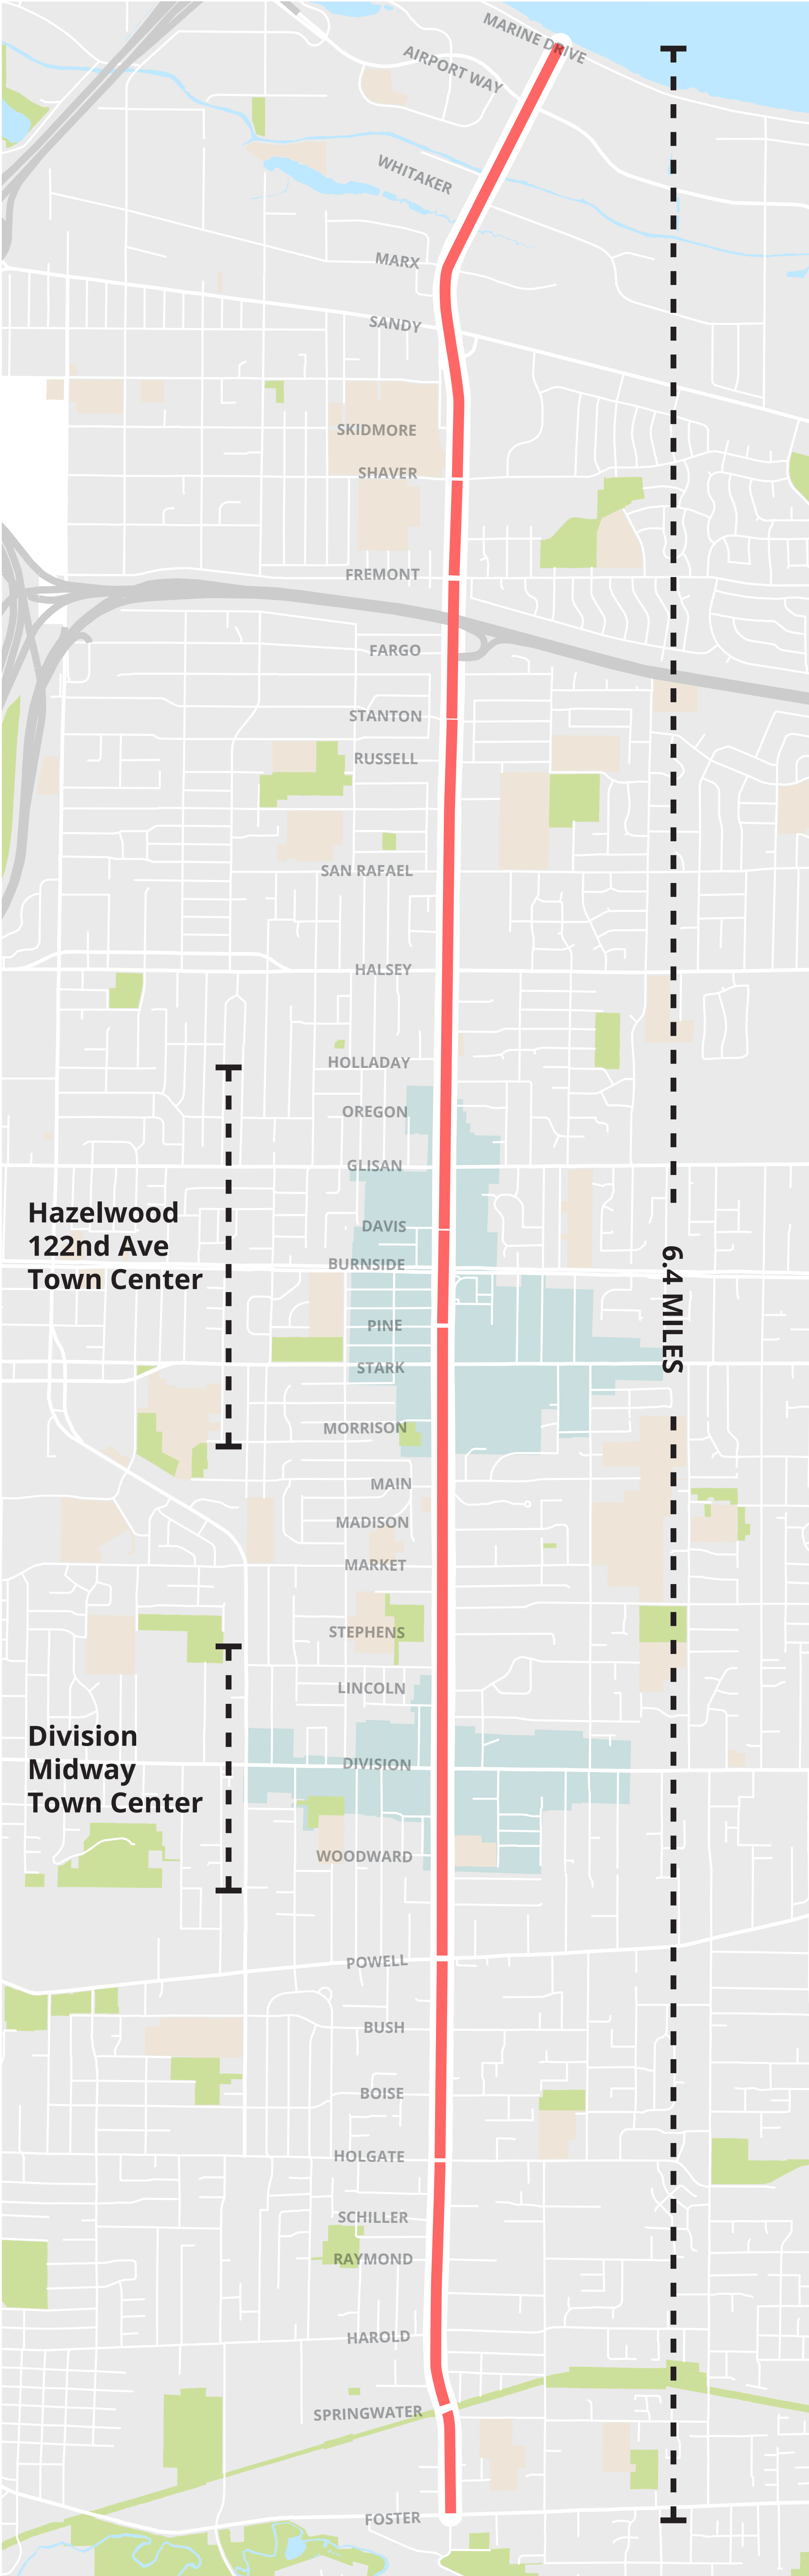 MARINE DRIVE
AIRPORT WAY
WHITAKER
MARX
SANDY
SKIDMORE
SHAVER
FREMONT
FARGO
STANTON
RUSSELL
SAN RAFAEL
HALSEY
HOLLADAY
OREGON
GLISAN
Hazelwood
122nd Ave
Town Center
DAVIS
BURNSIDE
6.4 MILES
PINE
STARK
MORRISON
MAIN
MADISON
MARKET
STEPHENS
LINCOLN
Division
Midway
Town Center
DIVISION
WOODWARD
POWELL
BUSH
BOISE
HOLGATE
SCHILLER
RAYMOND
HAROLD
SPRINGWATER
FOSTER